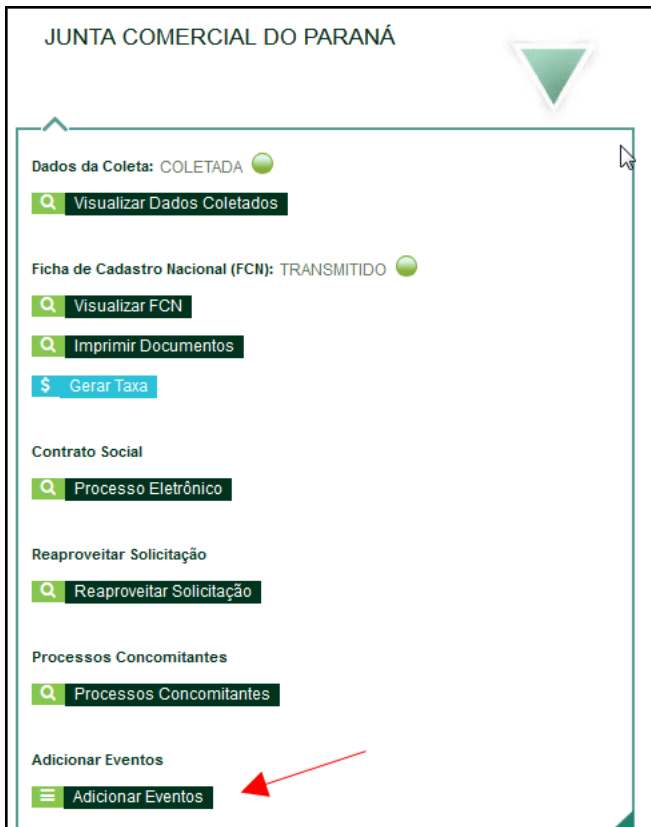 JUNTA COMERCIAL DO PARANÁ
Dados da Coleta: COLETADA
Visualizar Dados Coletados
Ficha de Cadastro Nacional (FCN): TRANSMITIDO
Visualizar FCN
Imprimir Documentos
$ Gerar Taxa
Contrato Social
Processo Eletrônico
Reaproveitar Solicitação
Reaproveitar Solicitação
Processos Concomitantes
Processos Concomitantes
Adicionar Eventos
Adicionar Eventos